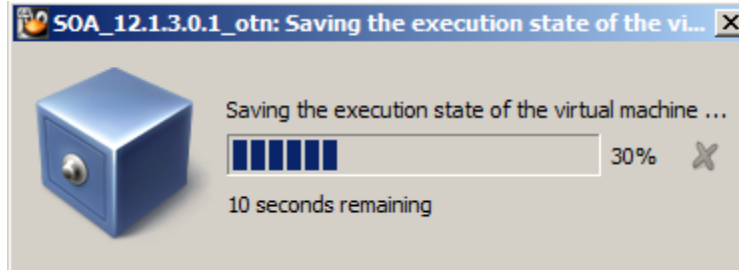 SOA_12.1.3.0.1_otn: Saving the execution state of the vi...
Saving the execution state of the virtual machine ...
30%
10 seconds remaining